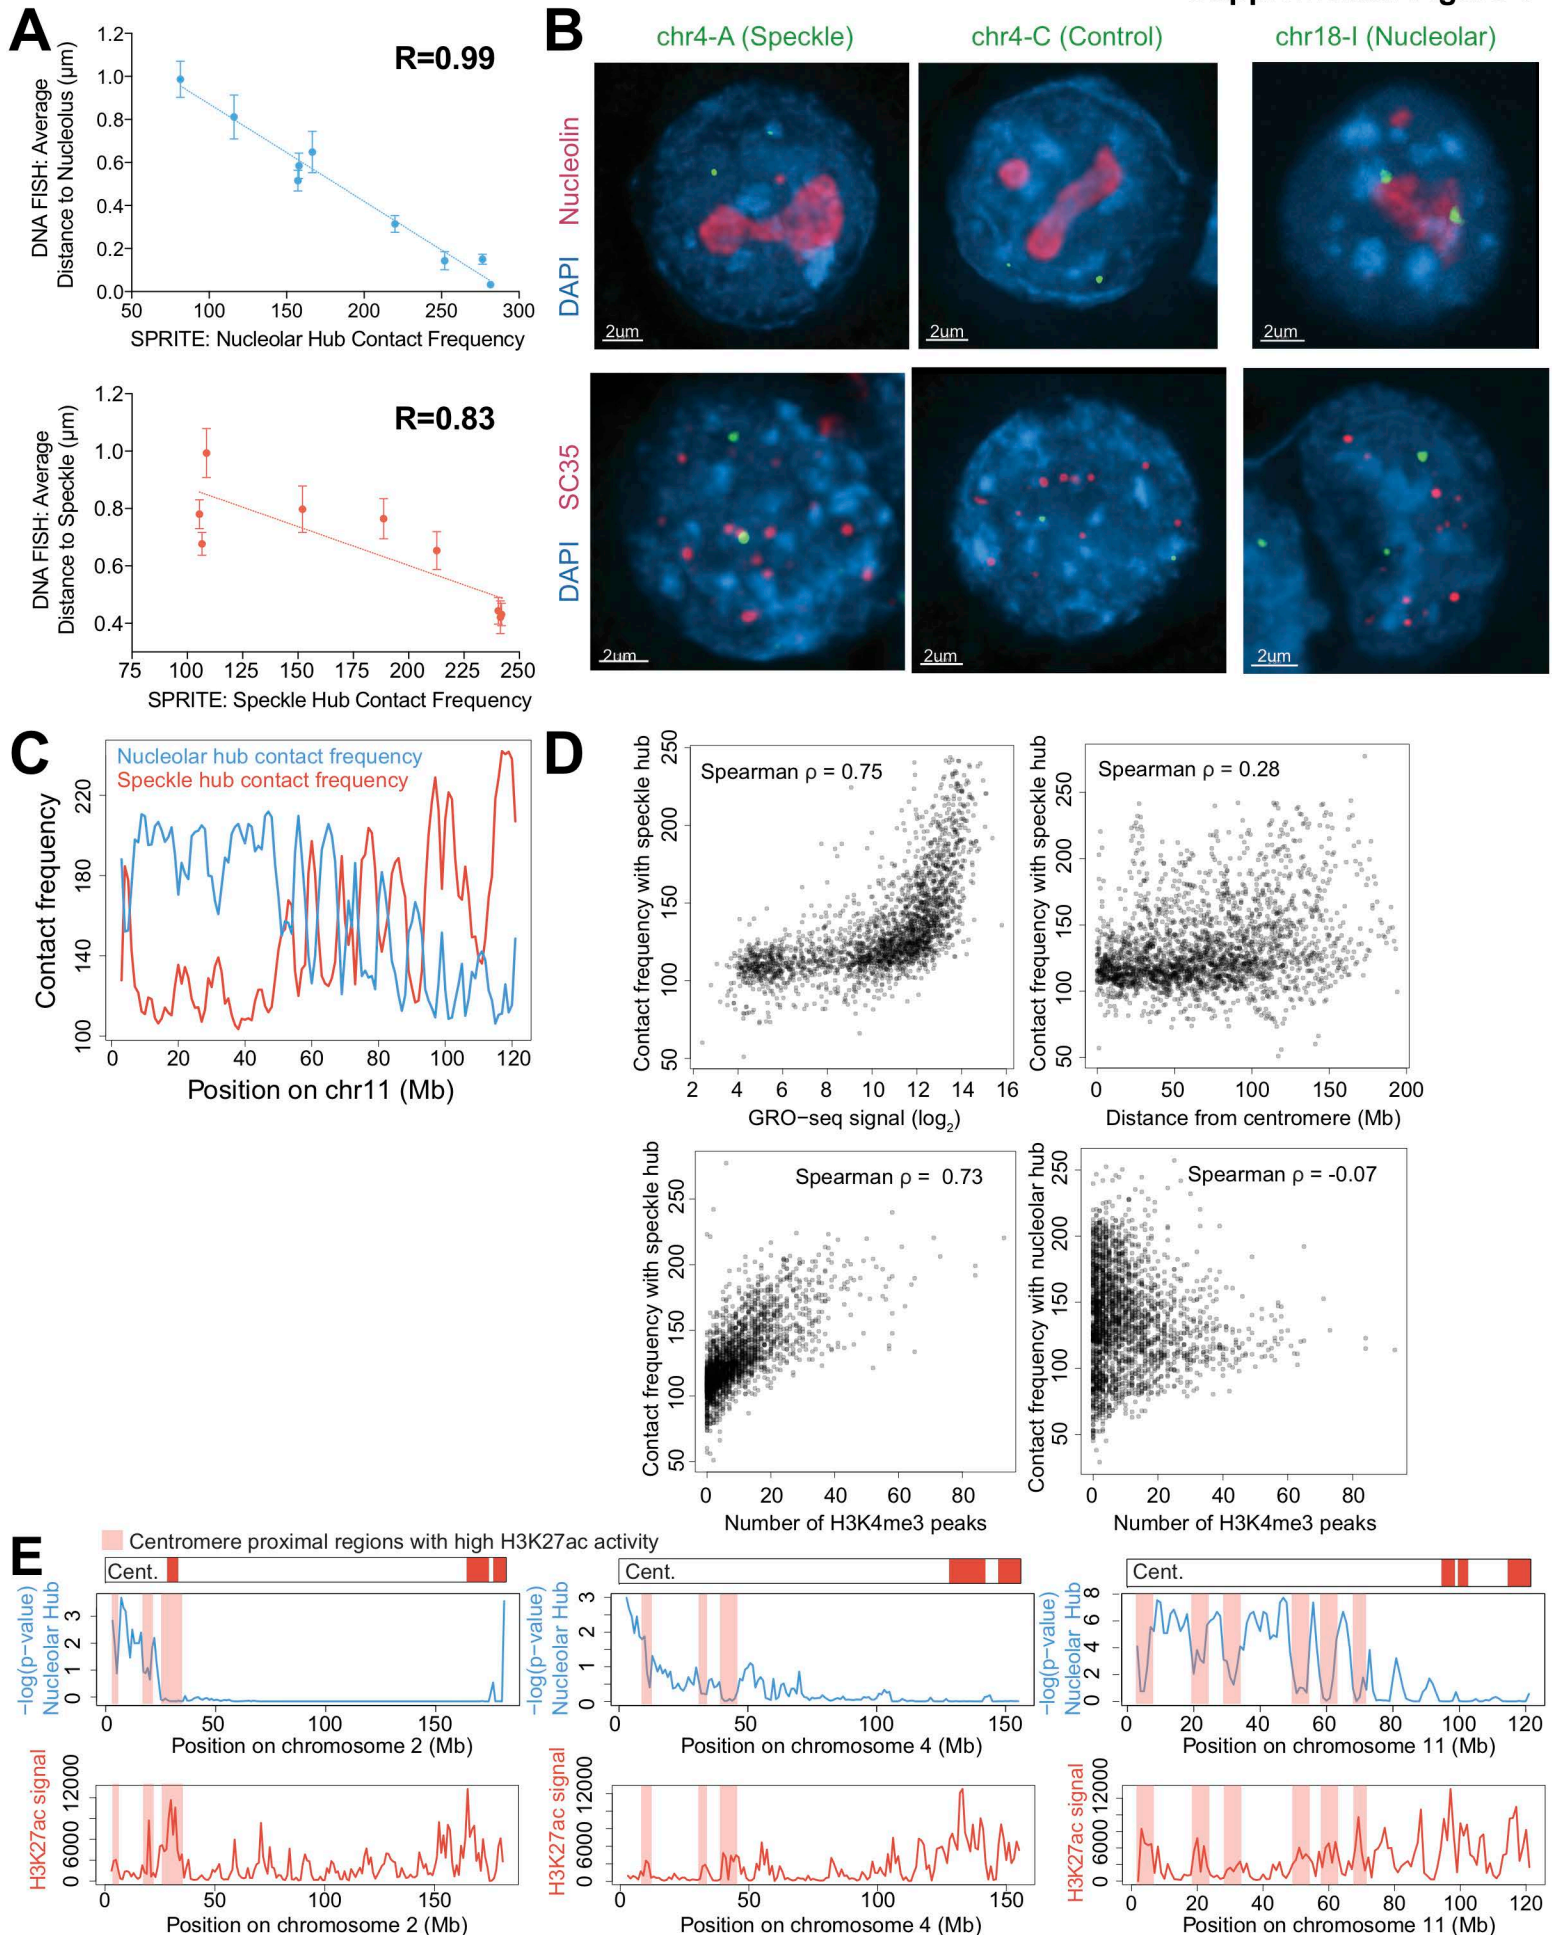 A
R=0.99
DNA FISH: Average
Distance to Nucleolus (µm)
1.2
1.0
0.8
0.6
0.4
0.2
0.0
50 100 150 200 250 300
SPRITE: Nucleolar Hub Contact Frequency
R=0.83
DNA FISH: Average
Distance to Speckle (µm)
1.2
1.0
0.8
0.6
0.4
75 100 125 150 175 200 225 250
SPRITE: Speckle Hub Contact Frequency
B
chr4-A (Speckle)
chr4-C (Control)
chr18-I (Nucleolar)
DAPI Nucleolin
2um
2um
2um
DAPI SC35
2um
2um
2um
C
Nucleolar hub contact frequency
Speckle hub contact frequency
Contact frequency
220
180
140
100
0 20 40 60 80 100 120
Position on chr11 (Mb)
D
Spearman ρ = 0.75
Contact frequency with speckle hub
250
200
150
100
50
2 4 6 8 10 12 14 16
GRO−seq signal (log2)
Spearman ρ = 0.28
Contact frequency with speckle hub
250
200
150
100
50
0 50 100 150 200
Distance from centromere (Mb)
Spearman ρ = 0.73
Contact frequency with speckle hub
250
200
150
100
50
0 20 40 60 80
Number of H3K4me3 peaks
Spearman ρ = -0.07
Contact frequency with nucleolar hub
250
200
150
100
50
0 20 40 60 80
Number of H3K4me3 peaks
E
Centromere proximal regions with high H3K27ac activity
Cent.
−log(p−value)
Nucleolar Hub
3
2
1
0
0 50 100 150
Position on chromosome 2 (Mb)
H3K27ac signal
0 6000 12000
0 50 100 150
Position on chromosome 2 (Mb)
Cent.
−log(p−value)
Nucleolar Hub
3
2
1
0
0 50 100 150
Position on chromosome 4 (Mb)
H3K27ac signal
0 6000 12000
0 50 100 150
Position on chromosome 4 (Mb)
Cent.
−log(p−value)
Nucleolar Hub
8
6
4
2
0
0 20 40 60 80 100 120
Position on chromosome 11 (Mb)
H3K27ac signal
0 6000 12000
0 20 40 60 80 100 120
Position on chromosome 11 (Mb)